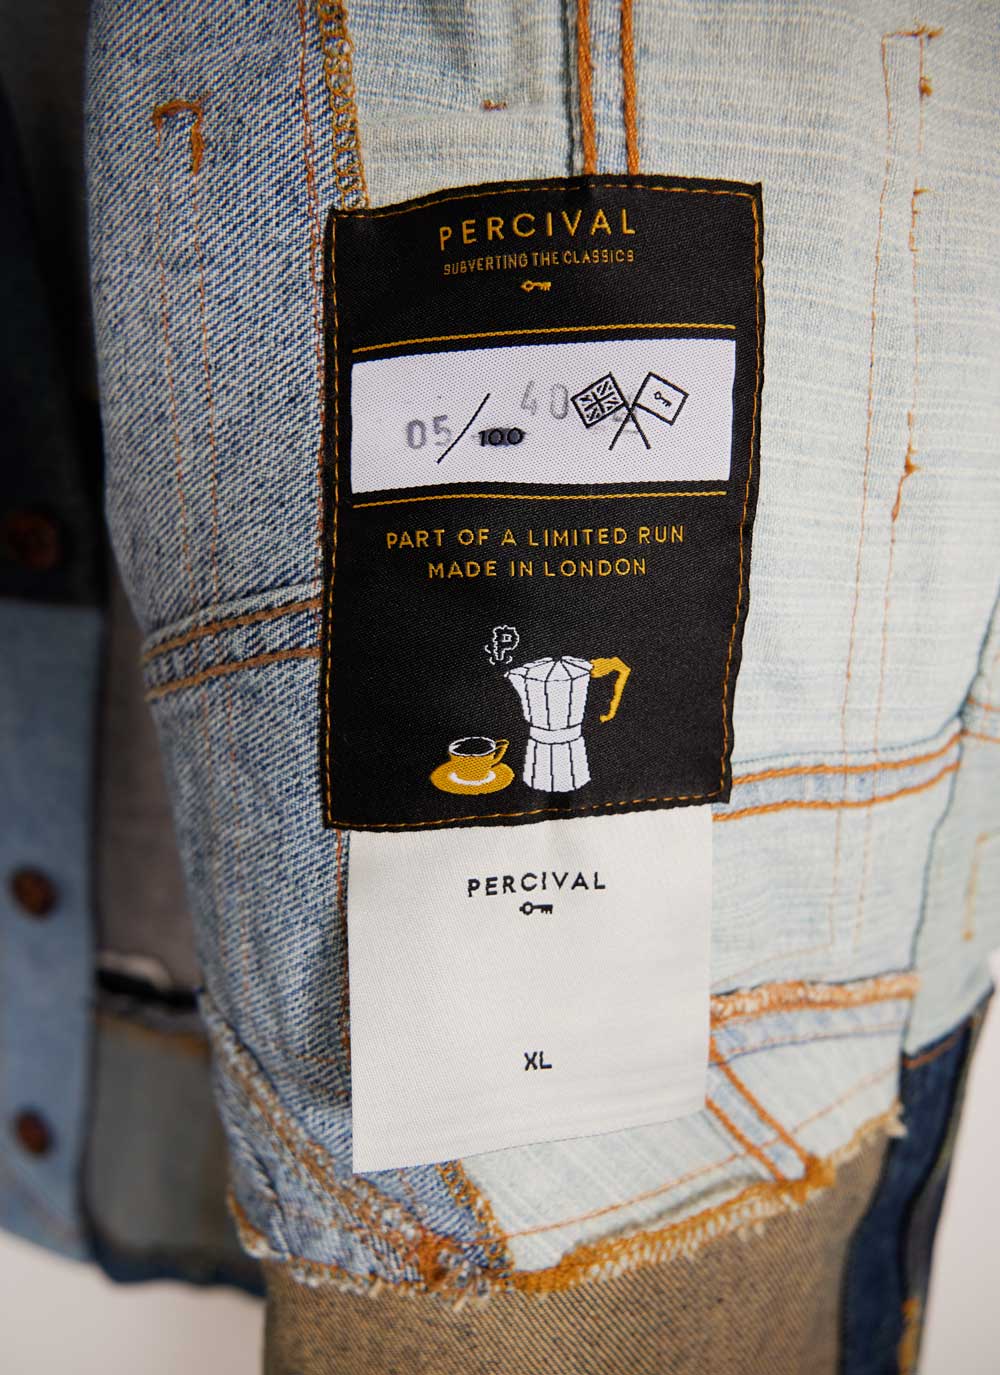 PERCIVAL
SUBVERTING THE CLASSICS
40
05/100
PART OF A LIMITED RUN
MADE IN LONDON
P
PERCIVAL
XL